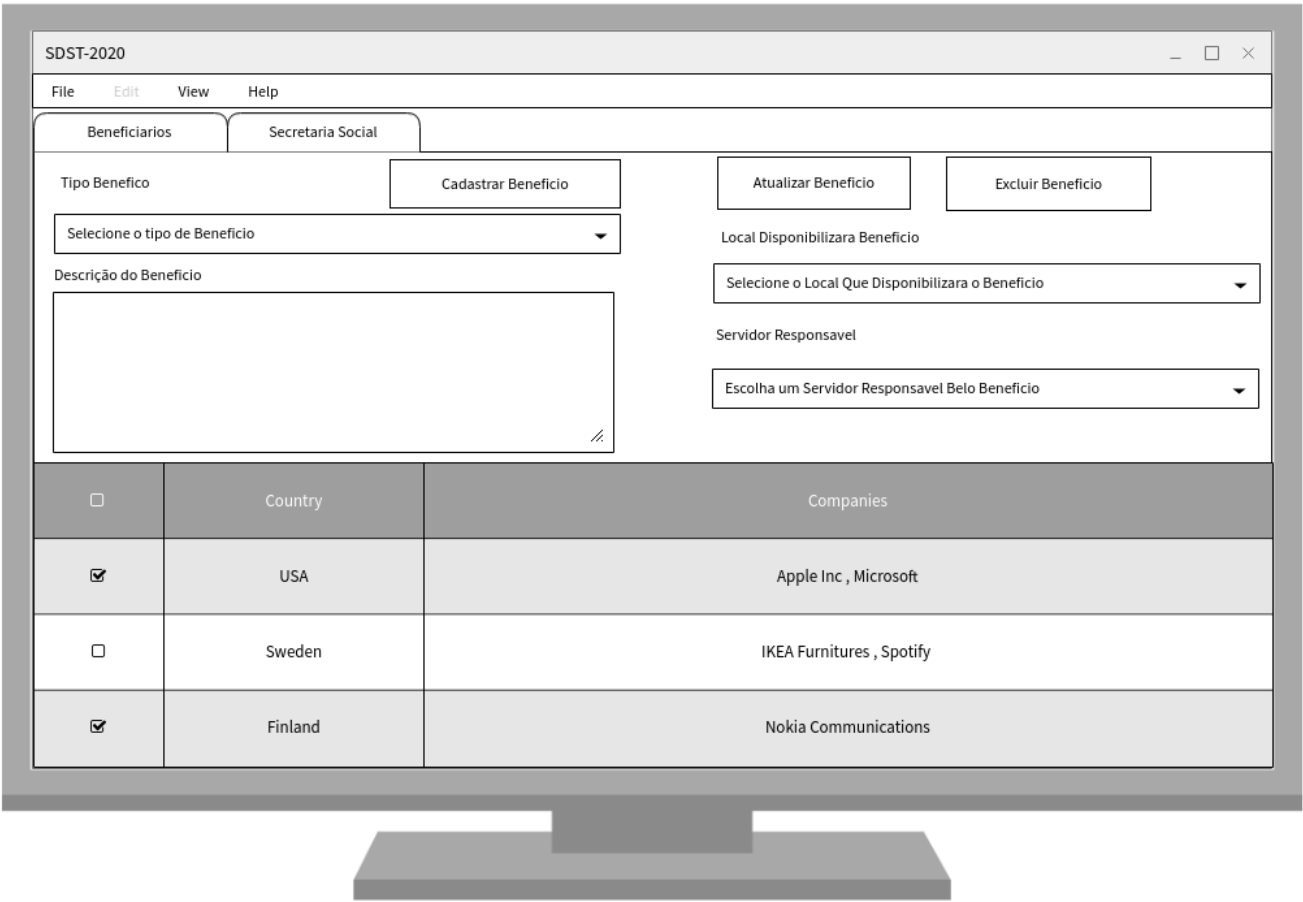 SDST-2020
File Edit View Help
Beneficiarios Secretaria Social
Tipo Benefico Cadastrar Beneficio Atualizar Beneficio Excluir Beneficio
Selecione o tipo de Beneficio
Local Disponibilizara Beneficio
Descrição do Beneficio
Selecione o Local Que Disponibilizara o Beneficio
Servidor Responsavel
Escolha um Servidor Responsavel Belo Beneficio
Country Companies
USA Apple Inc , Microsoft
Sweden IKEA Furnitures , Spotify
Finland Nokia Communications